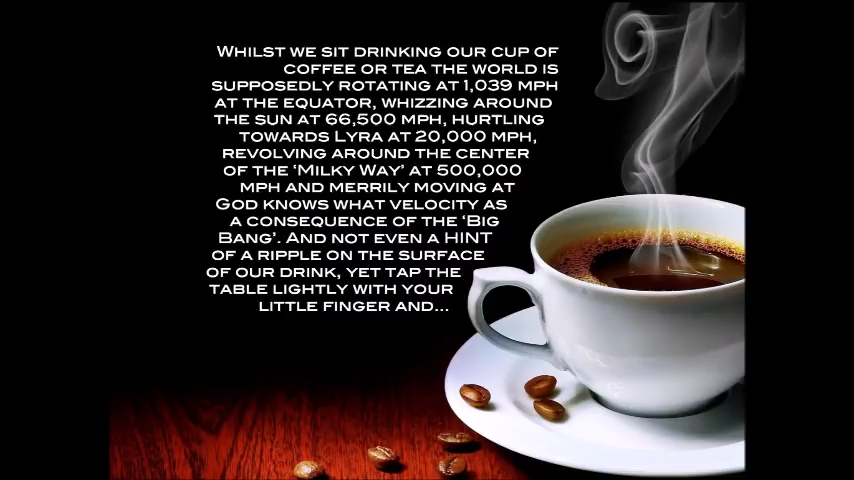 Whilst we sit drinking our cup of
coffee or tea the world is
supposedly rotating at 1,039 mph
at the equator, whizzing around
the sun at 66,500 mph, hurtling
towards Lyra at 20,000 mph,
revolving around the center
of the ‘Milky Way’ at 500,000
mph and merrily moving at
God knows what velocity as
a consequence of the ‘Big
Bang’. And not even a HINT
of a ripple on the surface
of our drink, yet tap the
table lightly with your
little finger and...